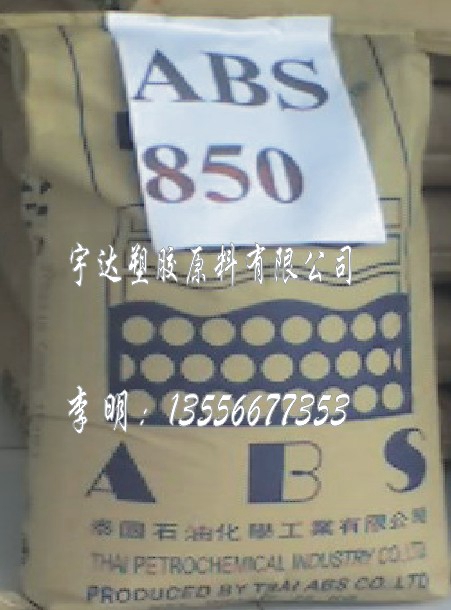 ABS
850
宇达塑胶原料有限公司
李明：13556677353
ABS
泰國石油化學工業有限公司
THAI PETROCHEMICAL INDUSTRY CO.,LTD.
PRODUCED BY THAI ABS CO.,LTD